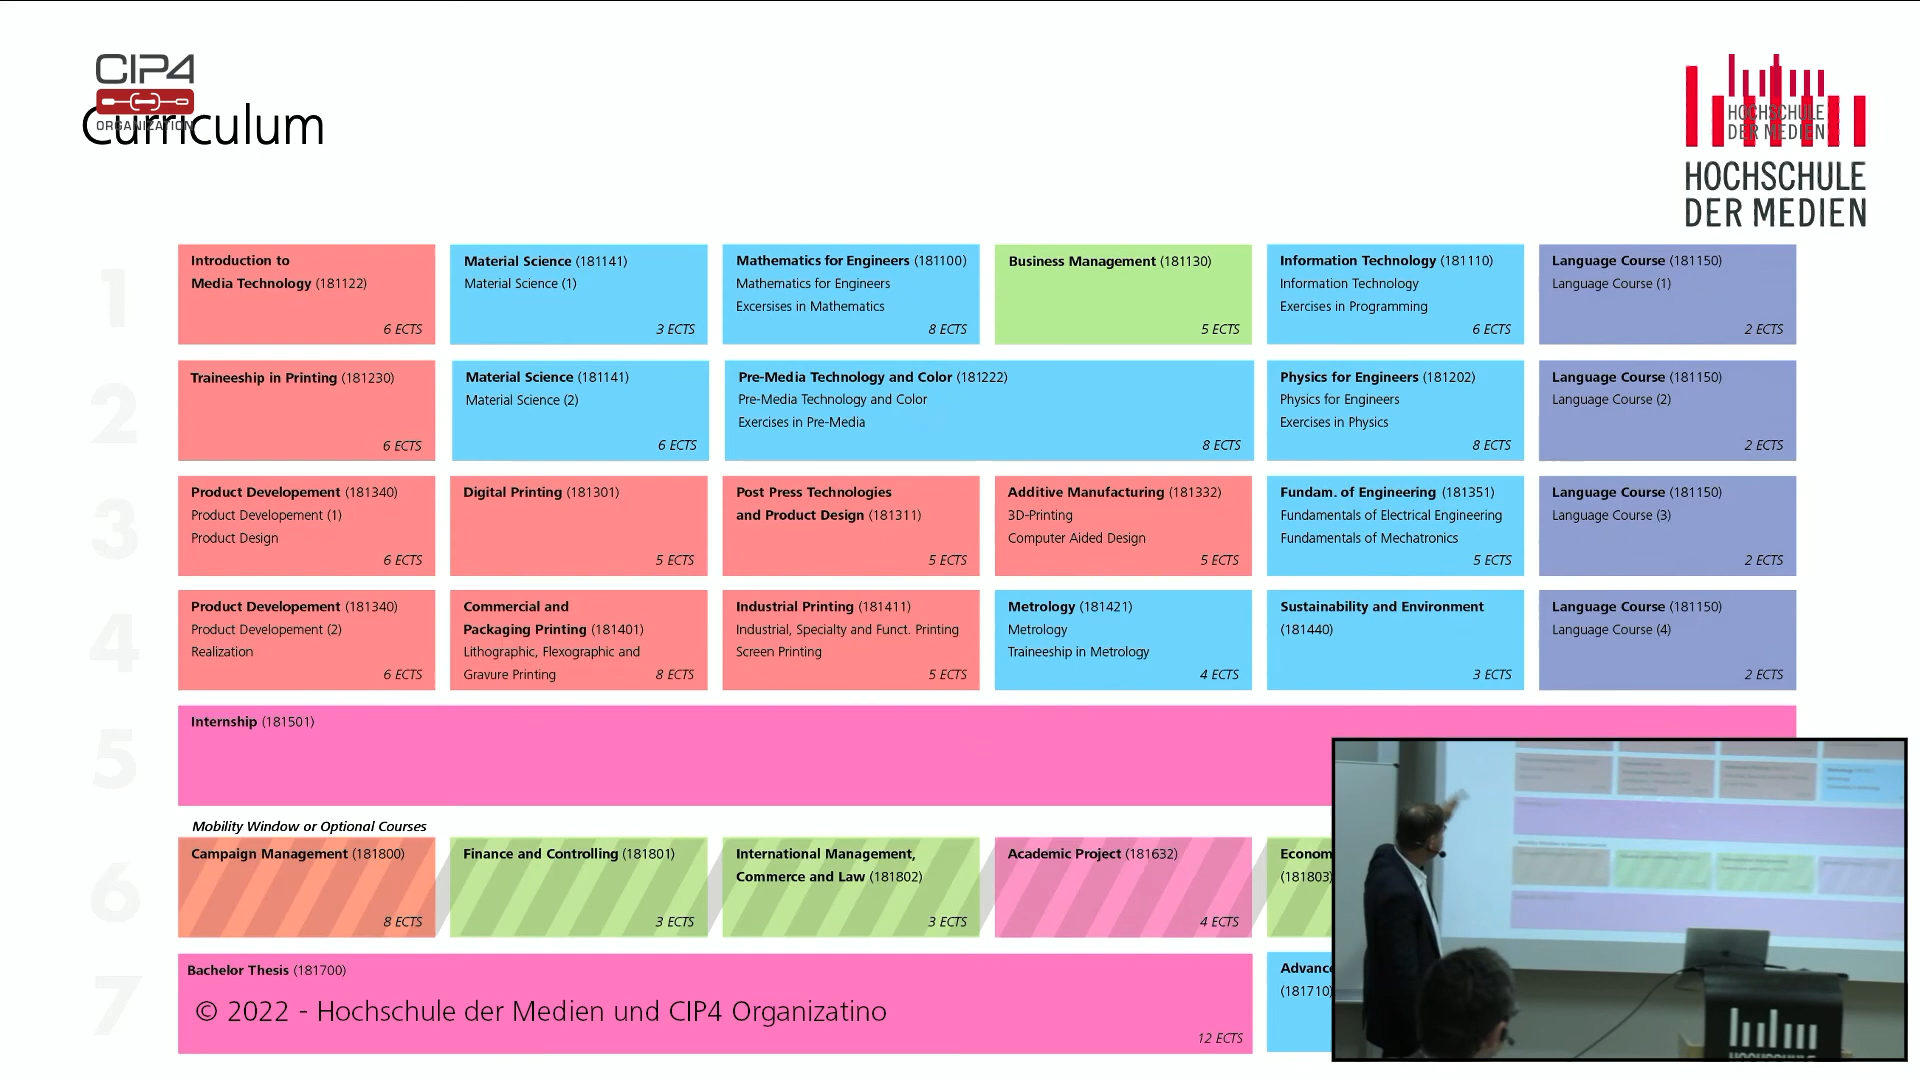 CIP4
ORGANIZATION
Curriculum
HOCHSCHULE
DER MEDIEN
HOCHSCHULE
DER MEDIEN
1
Introduction to
Media Technology (181122)
6 ECTS
Material Science (181141)
Material Science (1)
3 ECTS
Mathematics for Engineers (181100)
Mathematics for Engineers
Excersises in Mathematics
8 ECTS
Business Management (181130)
5 ECTS
Information Technology (181110)
Information Technology
Exercises in Programming
6 ECTS
Language Course (181150)
Language Course (1)
2 ECTS
2
Traineeship in Printing (181230)
6 ECTS
Material Science (181141)
Material Science (2)
6 ECTS
Pre-Media Technology and Color (181222)
Pre-Media Technology and Color
Exercises in Pre-Media
8 ECTS
Physics for Engineers (181202)
Physics for Engineers
Exercises in Physics
8 ECTS
Language Course (181150)
Language Course (2)
2 ECTS
3
Product Developement (181340)
Product Developement (1)
Product Design
6 ECTS
Digital Printing (181301)
5 ECTS
Post Press Technologies
and Product Design (181311)
5 ECTS
Additive Manufacturing (181332)
3D-Printing
Computer Aided Design
5 ECTS
Fundam. of Engineering (181351)
Fundamentals of Electrical Engineering
Fundamentals of Mechatronics
5 ECTS
Language Course (181150)
Language Course (3)
2 ECTS
4
Product Developement (181340)
Product Developement (2)
Realization
6 ECTS
Commercial and
Packaging Printing (181401)
Lithographic, Flexographic and
Gravure Printing
8 ECTS
Industrial Printing (181411)
Industrial, Specialty and Funct. Printing
Screen Printing
5 ECTS
Metrology (181421)
Metrology
Traineeship in Metrology
4 ECTS
Sustainability and Environment
(181440)
3 ECTS
Language Course (181150)
Language Course (4)
2 ECTS
5
Internship (181501)
Mobility Window or Optional Courses
6
Campaign Management (181800)
8 ECTS
Finance and Controlling (181801)
3 ECTS
International Management,
Commerce and Law (181802)
3 ECTS
Academic Project (181632)
4 ECTS
Econom
(181803)
7
Bachelor Thesis (181700)
© 2022 - Hochschule der Medien und CIP4 Organizatino
12 ECTS
Advance
(181710)